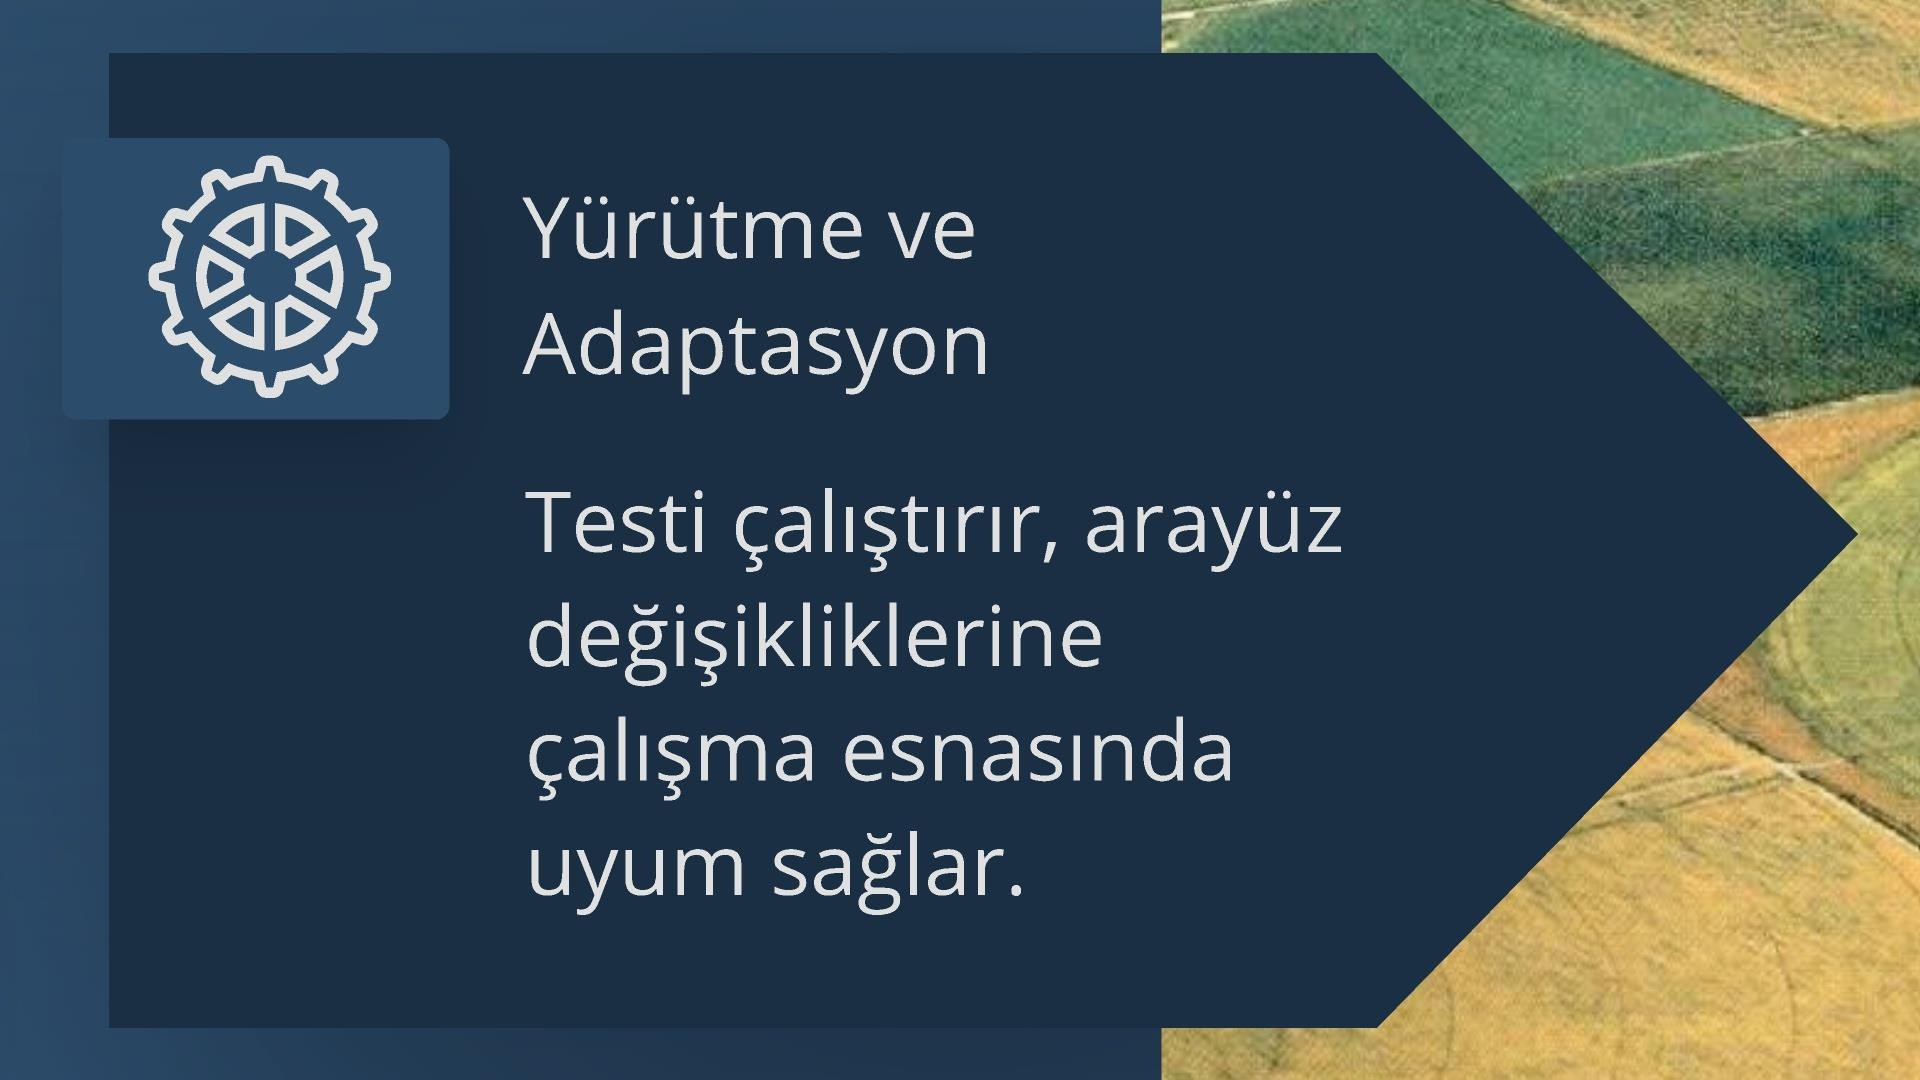 Yürütme ve
Adaptasyon
Testi çalıştırır, arayüz
değişikliklerine
çalışma esnasında
uyum sağlar.